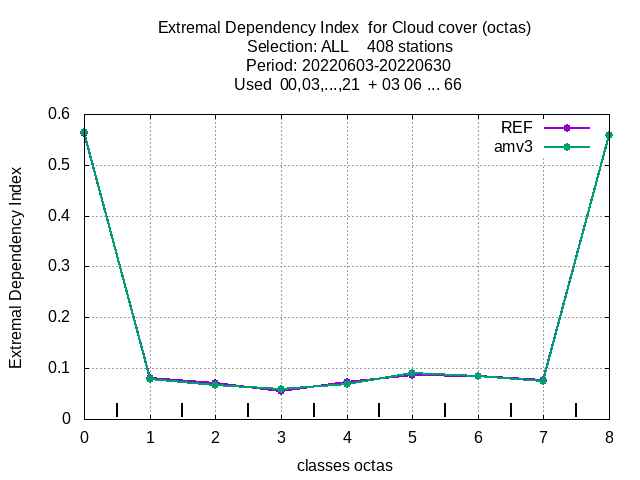 Extremal Dependency Index  for Cloud cover (octas)
Selection: ALL    408 stations
Period: 20220603-20220630
Used  00,03,...,21  + 03 06 ... 66
REF
amv3
Extremal Dependency Index
0.6
0.5
0.4
0.3
0.2
0.1
0
0 1 2 3 4 5 6 7 8
classes octas